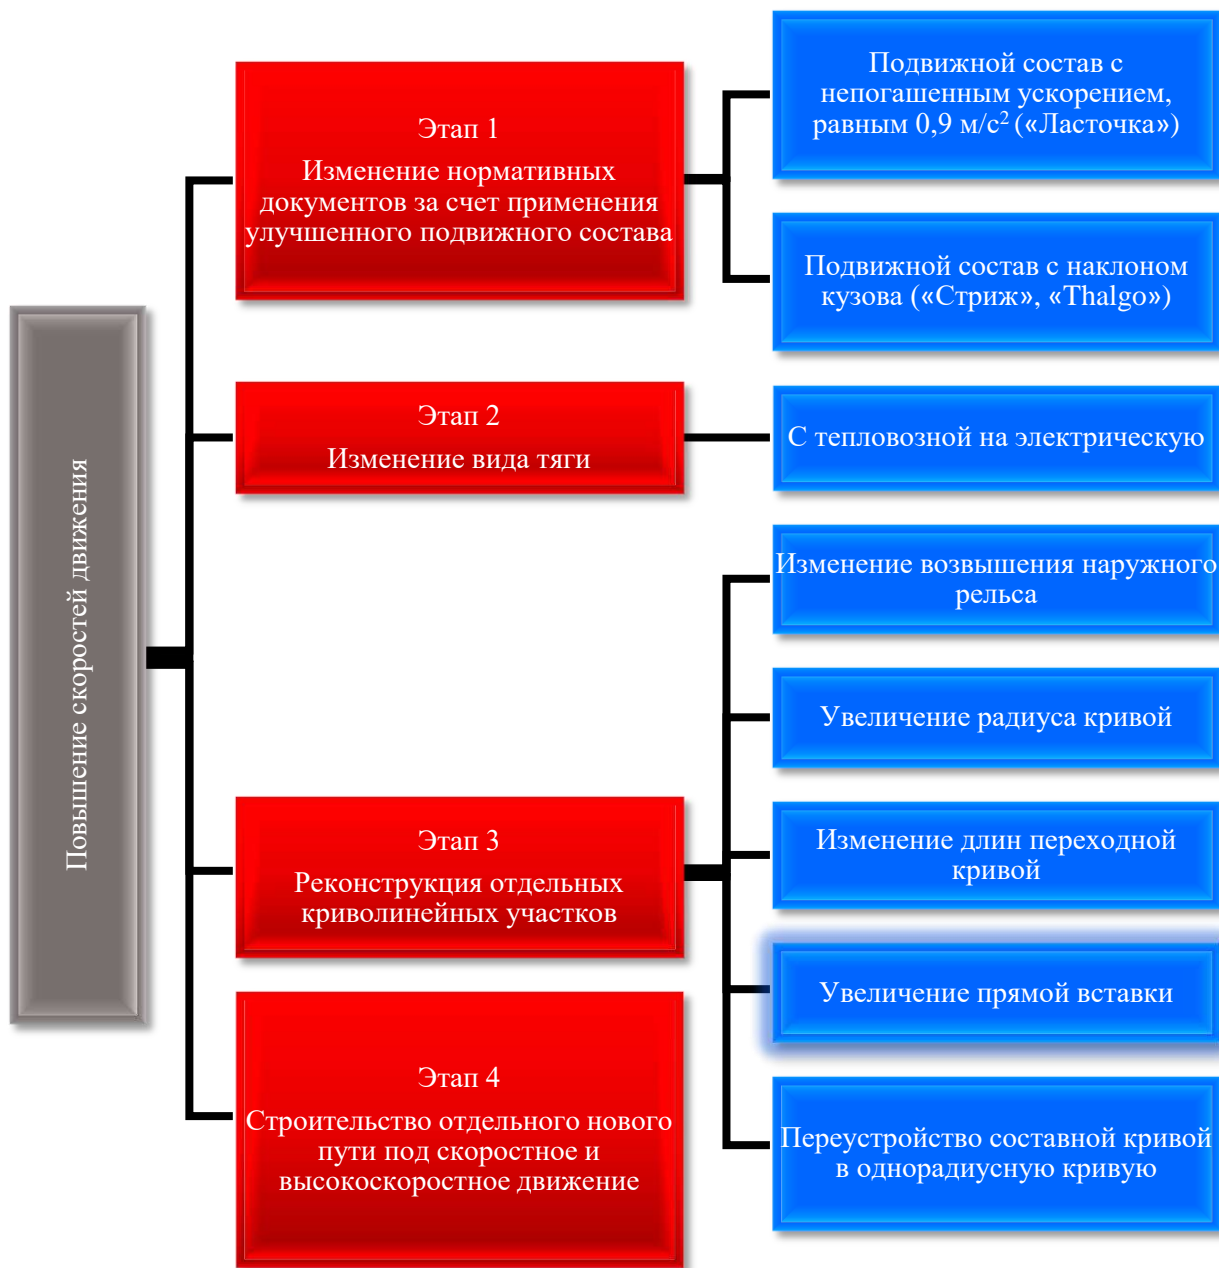 Повышение скоростей движения
Этап 1
Изменение нормативных
документов за счет применения
улучшенного подвижного состава
Подвижной состав с
непогашенным ускорением,
равным 0,9 м/с² («Ласточка»)
Подвижной состав с наклоном
кузова («Стриж», «Thalgo»)
Этап 2
Изменение вида тяги
С тепловозной на электрическую
Этап 3
Реконструкция отдельных
криволинейных участков
Изменение возвышения наружного
рельса
Увеличение радиуса кривой
Изменение длин переходной
кривой
Увеличение прямой вставки
Переустройство составной кривой
в однорадиусную кривую
Этап 4
Строительство отдельного нового
пути под скоростное и
высокоскоростное движение